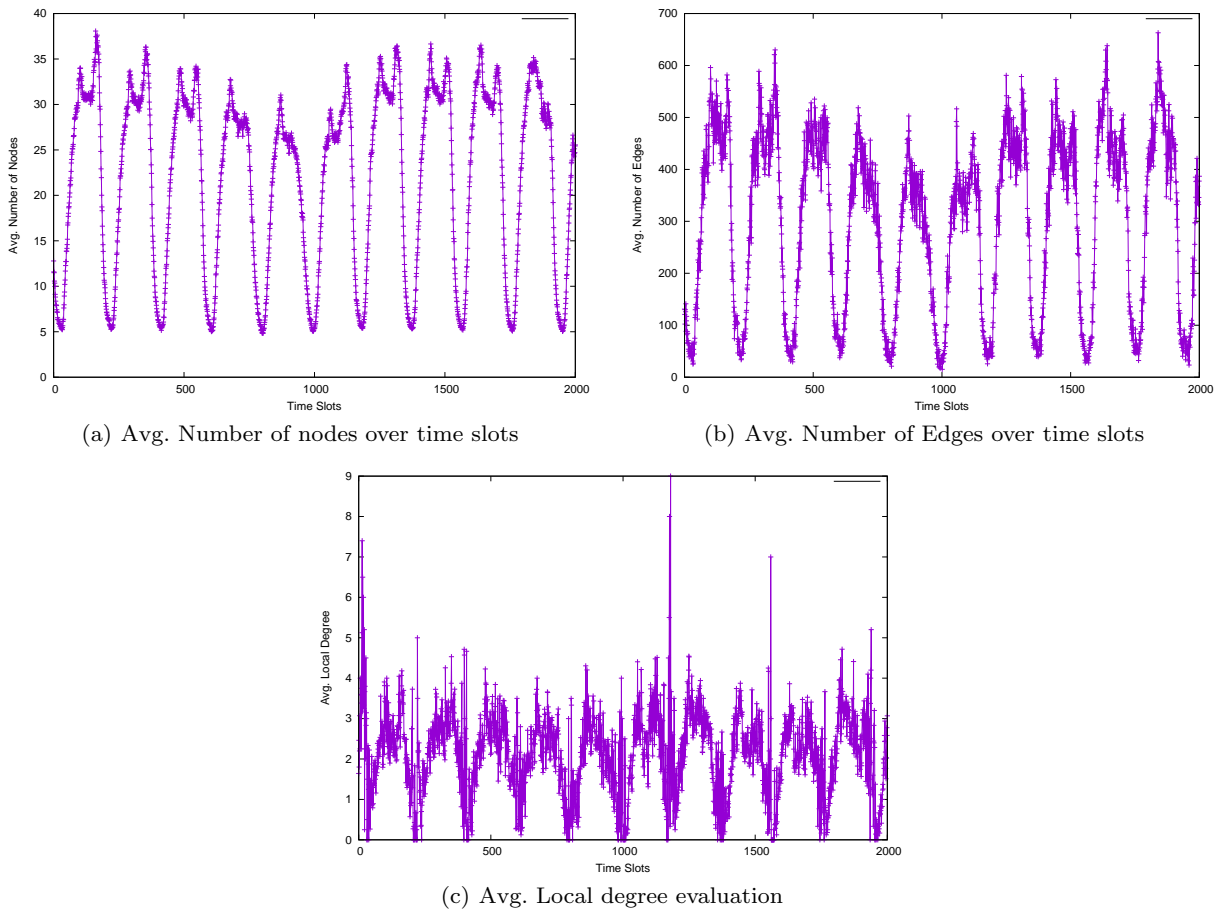 40
35
30
25
20
15
10
5
0
Avg. Number of Nodes
0 500 1000 1500 2000
Time Slots
(a) Avg. Number of nodes over time slots
700
600
500
400
300
200
100
0
Avg. Number of Edges
0 500 1000 1500 2000
Time Slots
(b) Avg. Number of Edges over time slots
9
8
7
6
5
4
3
2
1
0
Avg. Local Degree
0 500 1000 1500 2000
Time Slots
(c) Avg. Local degree evaluation